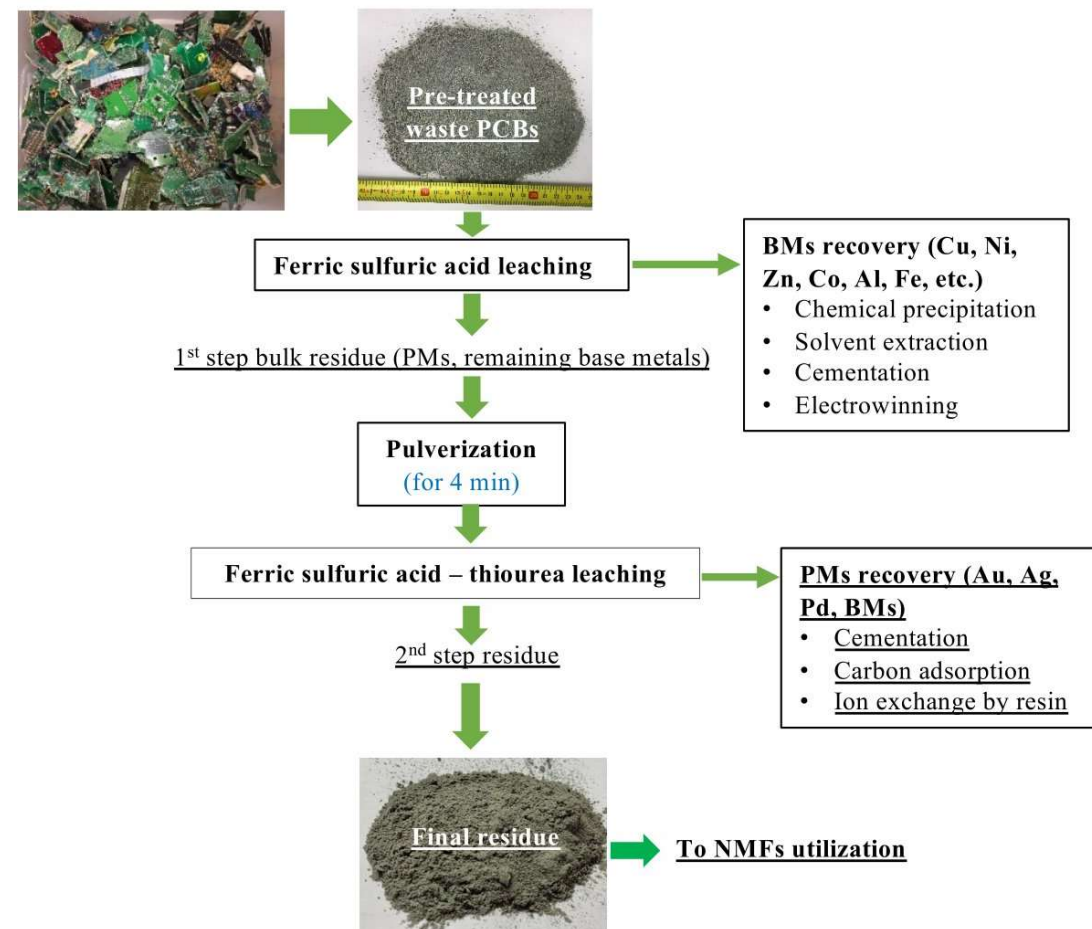 Pre-treated
waste PCBs
Ferric sulfuric acid leaching
BMs recovery (Cu, Ni,
Zn, Co, Al, Fe, etc.)
• Chemical precipitation
• Solvent extraction
• Cementation
• Electrowinning
1st step bulk residue (PMs, remaining base metals)
Pulverization
(for 4 min)
Ferric sulfuric acid – thiourea leaching
PMs recovery (Au, Ag,
Pd, BMs)
• Cementation
• Carbon adsorption
• Ion exchange by resin
2nd step residue
Final residue
To NMFs utilization